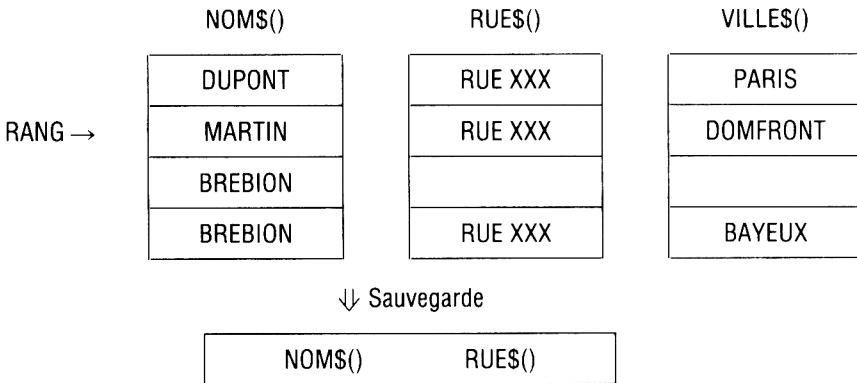 NOM$() RUE$() VILLE$()
DUPONT RUE XXX PARIS
RANG → MARTIN RUE XXX DOMFRONT
BREBION
BREBION RUE XXX BAYEUX
⇓ Sauvegarde
NOM$() RUE$()